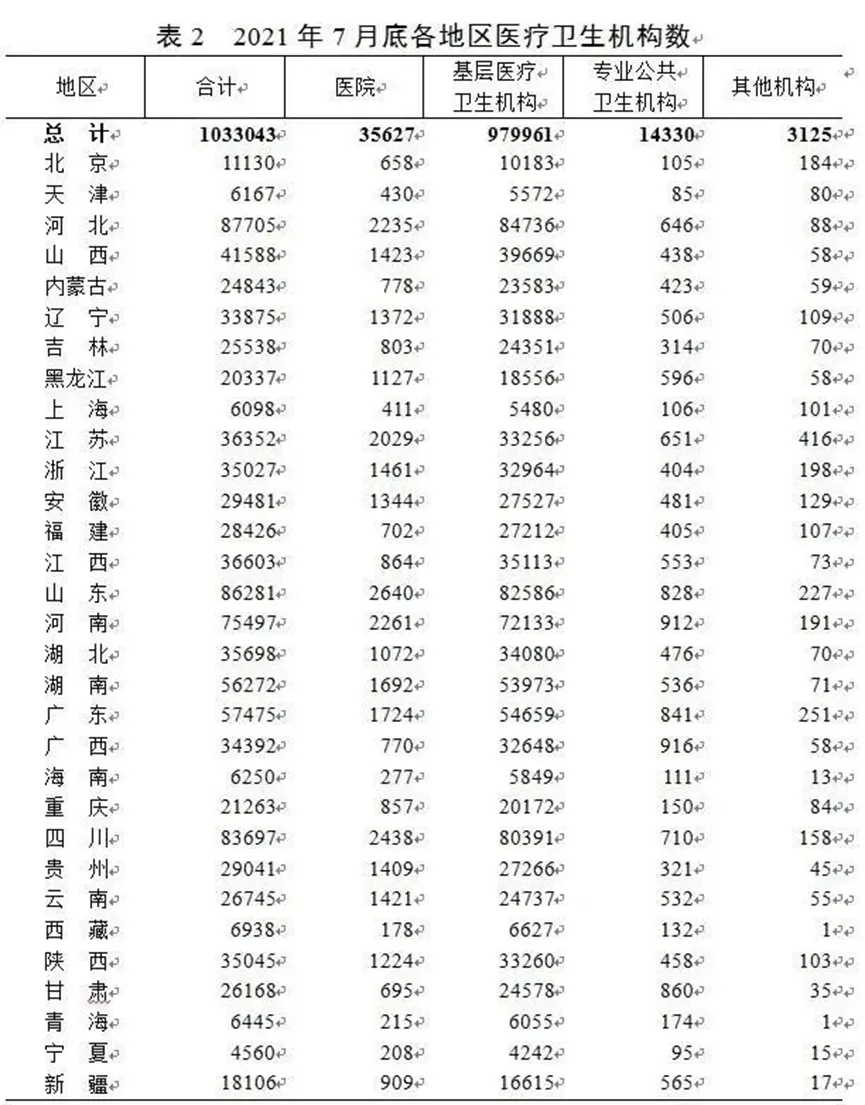 表 2 2021 年 7 月底各地区医疗卫生机构数
地区 合计 医院 基层医疗卫生机构 专业公共卫生机构 其他机构
总 计 1033043 35627 979961 14330 3125
北 京 11130 658 10183 105 184
天 津 6167 430 5572 85 80
河 北 87705 2235 84736 646 88
山 西 41588 1423 39669 438 58
内蒙古 24843 778 23583 423 59
辽 宁 33875 1372 31888 506 109
吉 林 25538 803 24351 314 70
黑龙江 20337 1127 18556 596 58
上 海 6098 411 5480 106 101
江 苏 36352 2029 33256 651 416
浙 江 35027 1461 32964 404 198
安 徽 29481 1344 27527 481 129
福 建 28426 702 27212 405 107
江 西 36603 864 35113 553 73
山 东 86281 2640 82586 828 227
河 南 75497 2261 72133 912 191
湖 北 35698 1072 34080 476 70
湖 南 56272 1692 53973 536 71
广 东 57475 1724 54659 841 251
广 西 34392 770 32648 916 58
海 南 6250 277 5849 111 13
重 庆 21263 857 20172 150 84
四 川 83697 2438 80391 710 158
贵 州 29041 1409 27266 321 45
云 南 26745 1421 24737 532 55
西 藏 6938 178 6627 132 1
陕 西 35045 1224 33260 458 103
甘 肃 26168 695 24578 860 35
青 海 6445 215 6055 174 1
宁 夏 4560 208 4242 95 15
新 疆 18106 909 16615 565 17